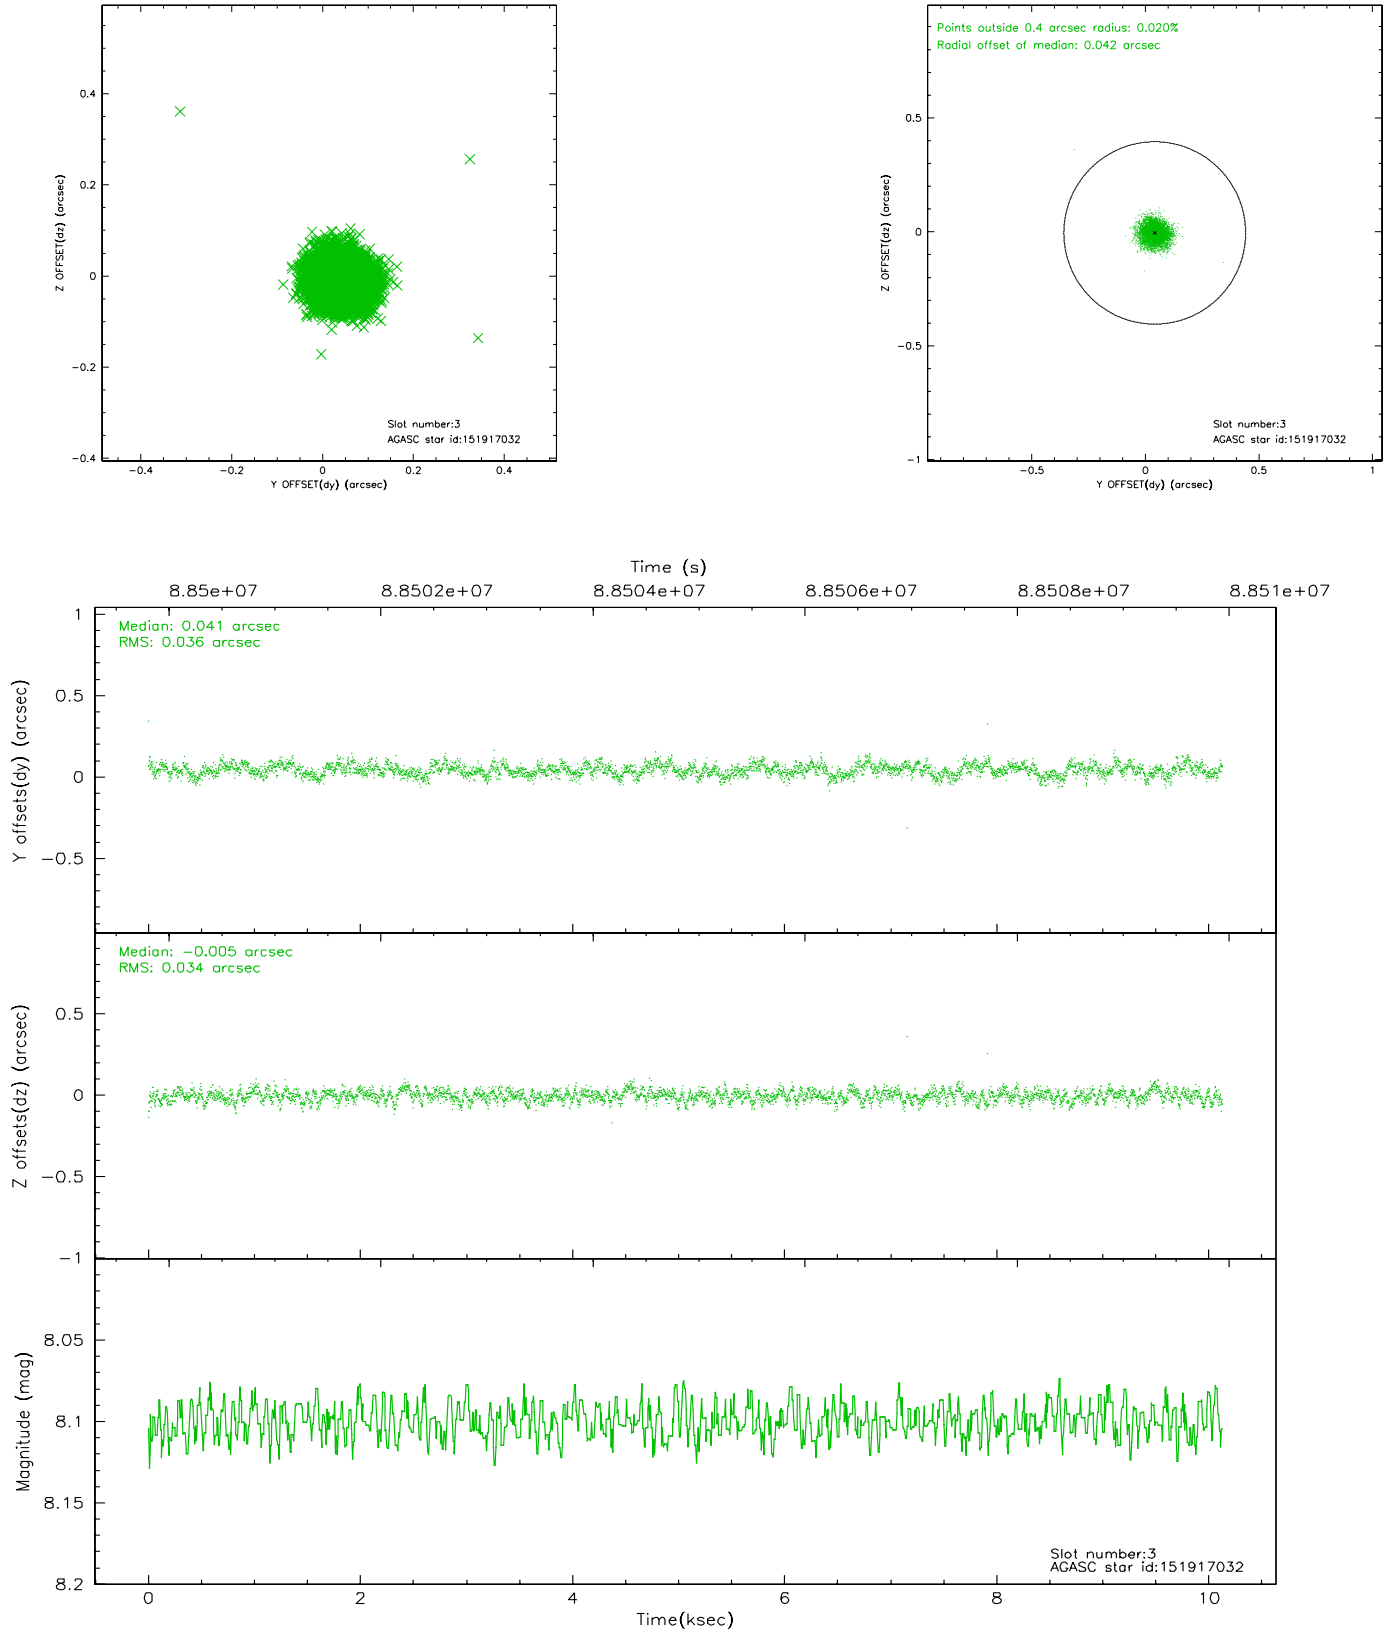 0.4
0.2
0
-0.2
-0.4
Z OFFSET(dz) (arcsec)
Slot number:3
AGASC star id:151917032
-0.4 -0.2 0 0.2 0.4
Y OFFSET(dy) (arcsec)
Points outside 0.4 arcsec radius: 0.020%
Radial offset of median: 0.042 arcsec
0.5
0
-0.5
-1
Z OFFSET(dz) (arcsec)
Slot number:3
AGASC star id:151917032
-0.5 0 0.5 1
Y OFFSET(dy) (arcsec)
Time (s)
8.85e+07 8.8502e+07 8.8504e+07 8.8506e+07 8.8508e+07 8.851e+07
Median: 0.041 arcsec
RMS: 0.036 arcsec
1
0.5
0
-0.5
Y offsets(dy) (arcsec)
Median: -0.005 arcsec
RMS: 0.034 arcsec
0.5
0
-0.5
-1
Z offsets(dz) (arcsec)
8.05
8.1
8.15
8.2
Magnitude (mag)
Slot number:3
AGASC star id:151917032
0 2 4 6 8 10
Time(ksec)